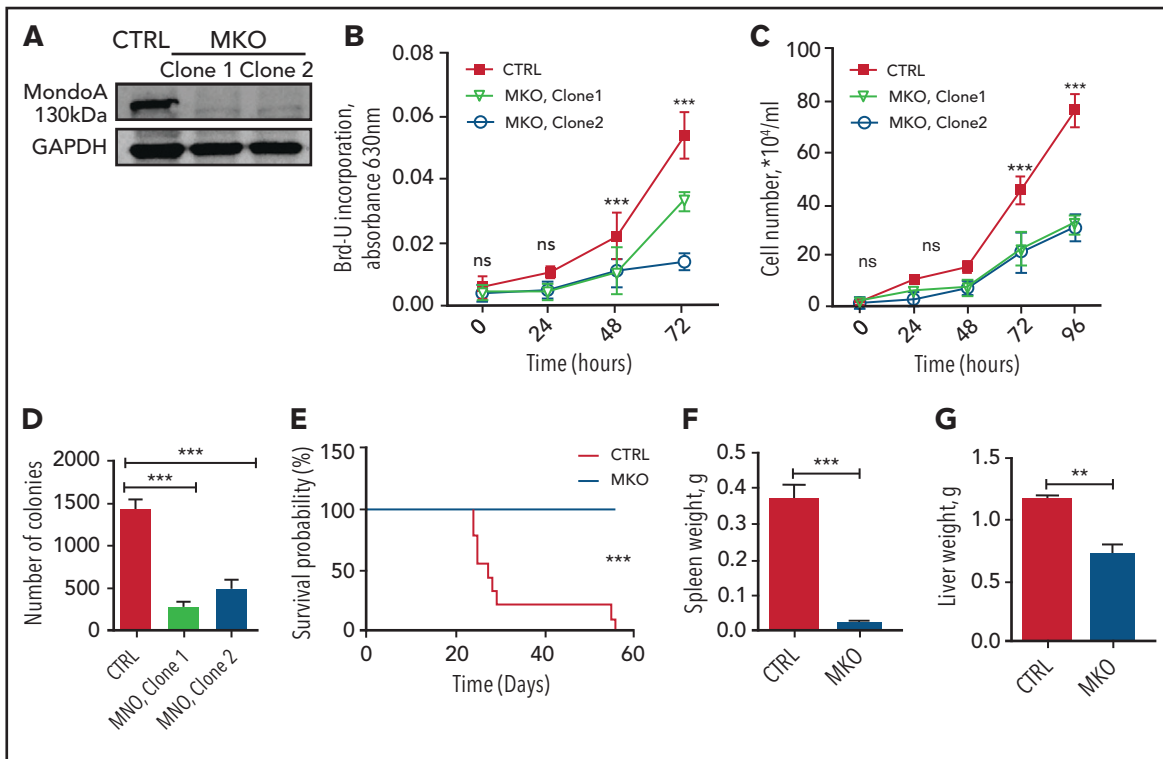 A
CTRL MKO
Clone 1 Clone 2
MondoA
130kDa
GAPDH
B
Brd-U incorporation,
absorbance 630nm
0.08
0.06
0.04
0.02
0.00
CTRL
MKO, Clone1
MKO, Clone2
ns
ns
***
***
0 24 48 72
Time (hours)
C
Cell number, *10⁴/ml
100
80
60
40
20
0
CTRL
MKO, Clone1
MKO, Clone2
ns
ns
***
***
0 24 48 72 96
Time (hours)
D
Number of colonies
2000
1500
1000
500
0
***
***
CTRL
MNO, Clone 1
MNO, Clone 2
E
Survival probability (%)
150
100
50
0
CTRL
MKO
***
0 20 40 60
Time (Days)
F
Spleen weight, g
0.5
0.4
0.3
0.2
0.1
0.0
***
CTRL
MKO
G
Liver weight, g
1.5
1.0
0.5
0.0
**
CTRL
MKO